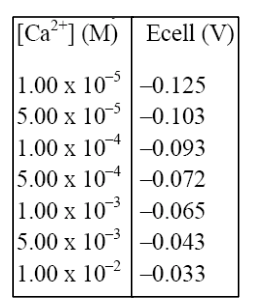 [Ca²⁺] (M) Ecell (V)
1.00 x 10⁻⁵ –0.125
5.00 x 10⁻⁵ –0.103
1.00 x 10⁻⁴ –0.093
5.00 x 10⁻⁴ –0.072
1.00 x 10⁻³ –0.065
5.00 x 10⁻³ –0.043
1.00 x 10⁻² –0.033